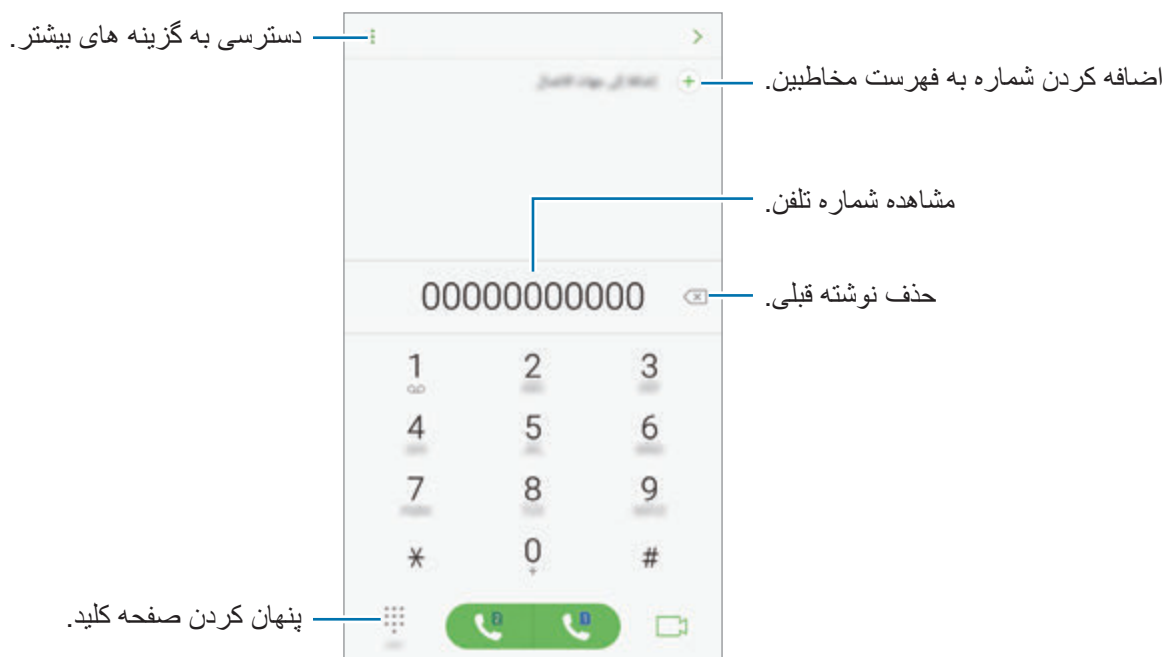 دسترسی به گزینه های بیشتر.
اضافه کردن شماره به فهرست مخاطبین.
مشاهده شماره تلفن.
00000000000
حذف نوشته قبلی.
1 2 3
4 5 6
7 8 9
* 0 #
+
پنهان کردن صفحه کلید.